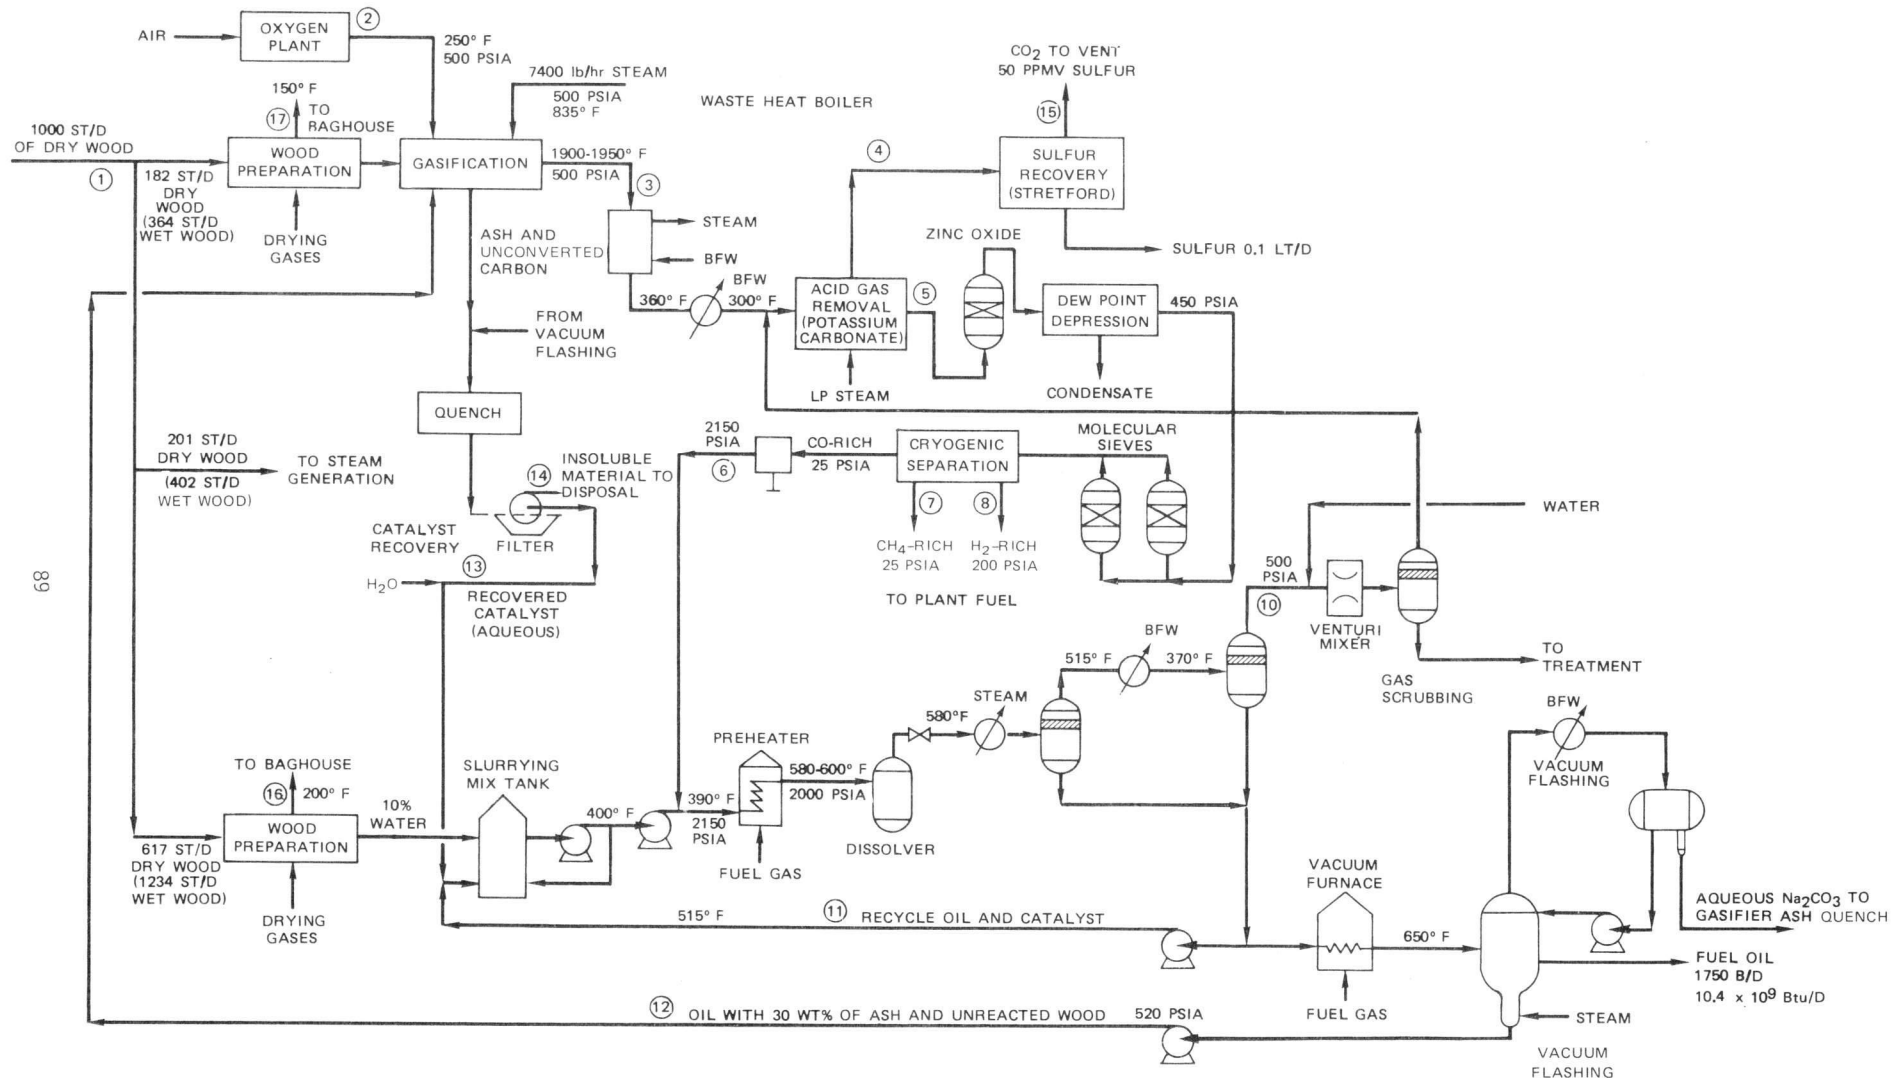 AIR
OXYGEN
PLANT
2
250° F
500 PSIA
7400 lb/hr STEAM
500 PSIA
835° F
WASTE HEAT BOILER
CO2 TO VENT
50 PPMV SULFUR
15
150° F
TO
RAGHOUSE
17
1000 ST/D
OF DRY WOOD
1
182 ST/D
DRY
WOOD
(364 ST/D
WET WOOD)
WOOD
PREPARATION
DRYING
GASES
GASIFICATION
1900-1950° F
500 PSIA
3
STEAM
BFW
ASH AND
UNCONVERTED
CARBON
360° F
BFW
300° F
4
SULFUR
RECOVERY
(STRETFORD)
SULFUR 0.1 LT/D
ZINC OXIDE
ACID GAS
REMOVAL
(POTASSIUM
CARBONATE)
5
DEW POINT
DEPRESSION
450 PSIA
LP STEAM
CONDENSATE
FROM
VACUUM
FLASHING
QUENCH
201 ST/D
DRY WOOD
(402 ST/D
WET WOOD)
TO STEAM
GENERATION
14
INSOLUBLE
MATERIAL TO
DISPOSAL
FILTER
CATALYST
RECOVERY
13
H2O
RECOVERED
CATALYST
(AQUEOUS)
2150
PSIA
6
CO-RICH
25 PSIA
CRYOGENIC
SEPARATION
MOLECULAR
SIEVES
7
8
CH4-RICH
25 PSIA
H2-RICH
200 PSIA
TO PLANT FUEL
WATER
500
PSIA
10
VENTURI
MIXER
TO
TREATMENT
GAS
SCRUBBING
89
BFW
515° F
370° F
STEAM
580°F
PREHEATER
580-600° F
2000 PSIA
DISSOLVER
390° F
2150
PSIA
FUEL GAS
SLURRYING
MIX TANK
400° F
TO BAGHOUSE
16
200° F
10%
WATER
WOOD
PREPARATION
617 ST/D
DRY WOOD
(1234 ST/D
WET WOOD)
DRYING
GASES
515° F
11
RECYCLE OIL AND CATALYST
VACUUM
FURNACE
650° F
FUEL GAS
BFW
VACUUM
FLASHING
AQUEOUS Na2CO3 TO
GASIFIER ASH QUENCH
FUEL OIL
1750 B/D
10.4 x 10⁹ Btu/D
12
OIL WITH 30 WT% OF ASH AND UNREACTED WOOD
520 PSIA
STEAM
VACUUM
FLASHING